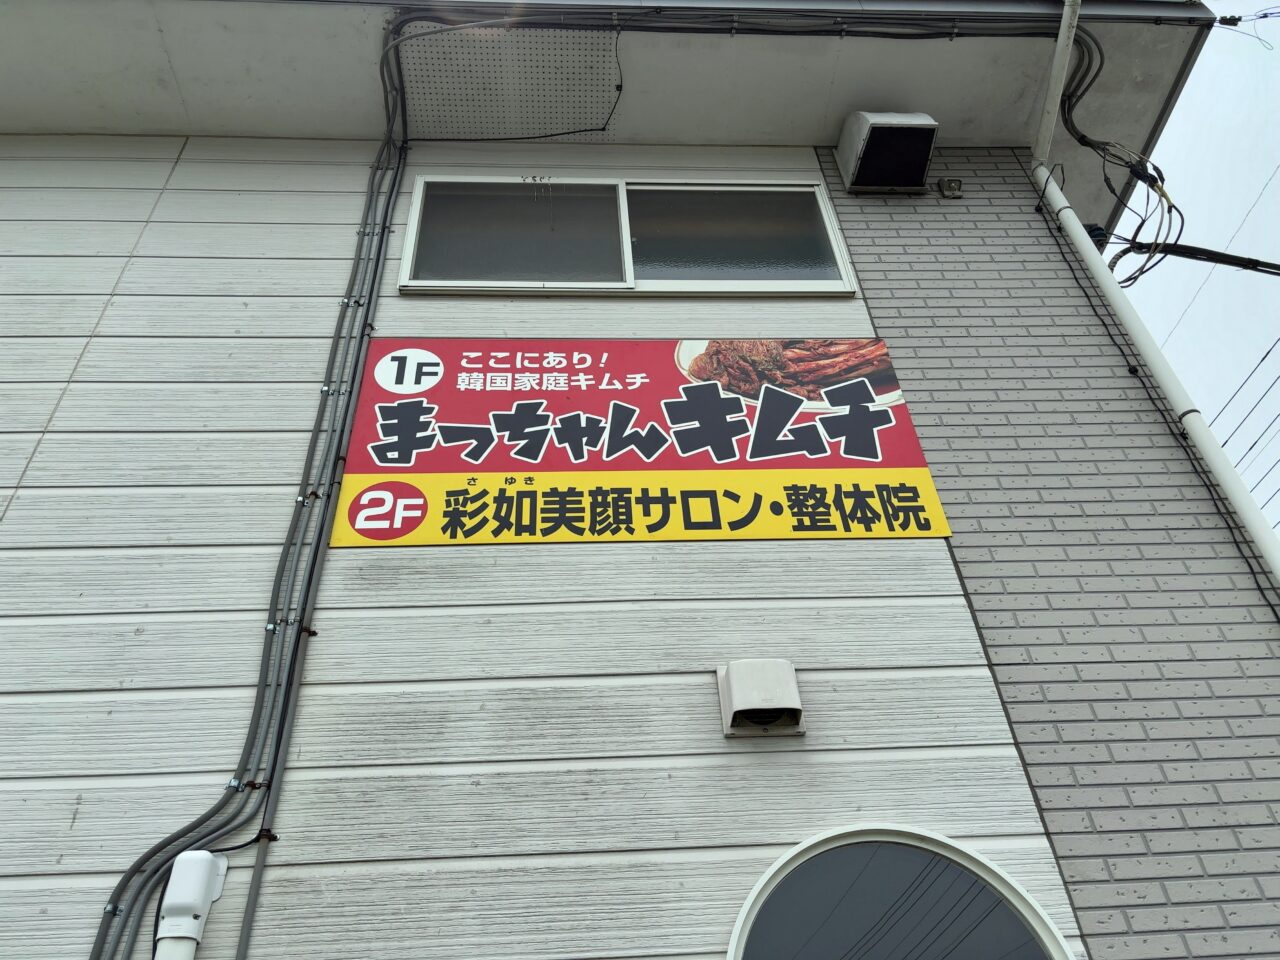 1F ここにあり!
韓国家庭キムチ
まっちゃんキムチ
さゆき
2F 彩如美顔サロン・整体院